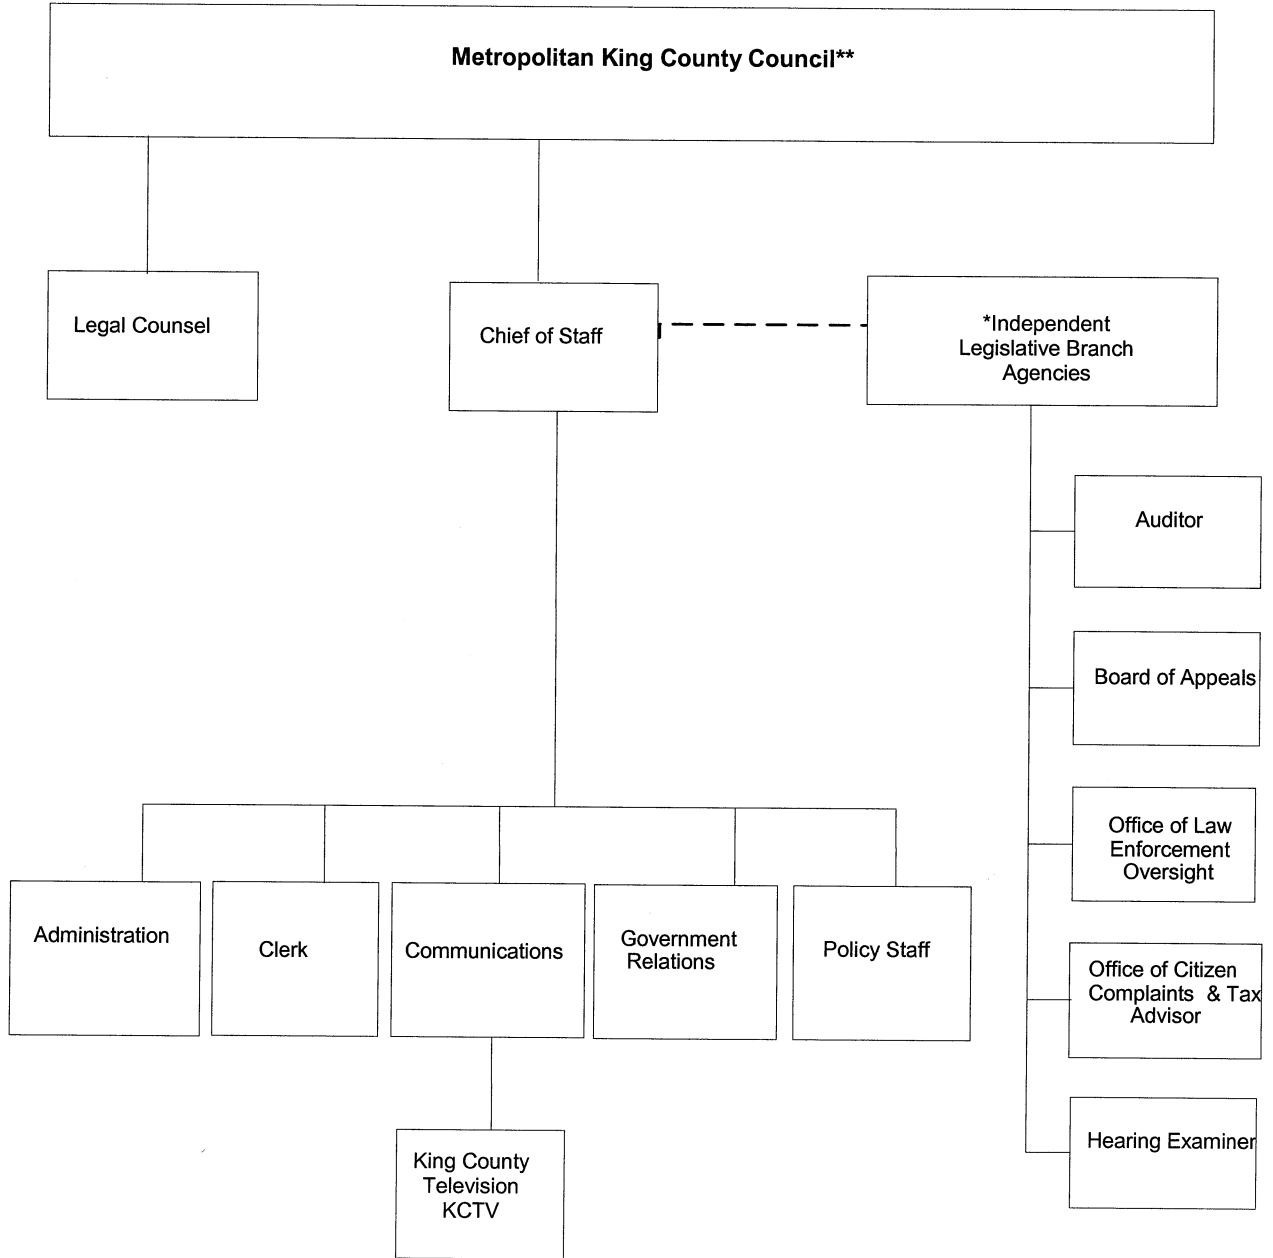 Metropolitan King County Council**
Legal Counsel
Chief of Staff
*Independent
Legislative Branch
Agencies
Auditor
Board of Appeals
Office of Law
Enforcement
Oversight
Office of Citizen
Complaints & Tax
Advisor
Hearing Examiner
Administration
Clerk
Communications
Government
Relations
Policy Staff
King County
Television
KCTV